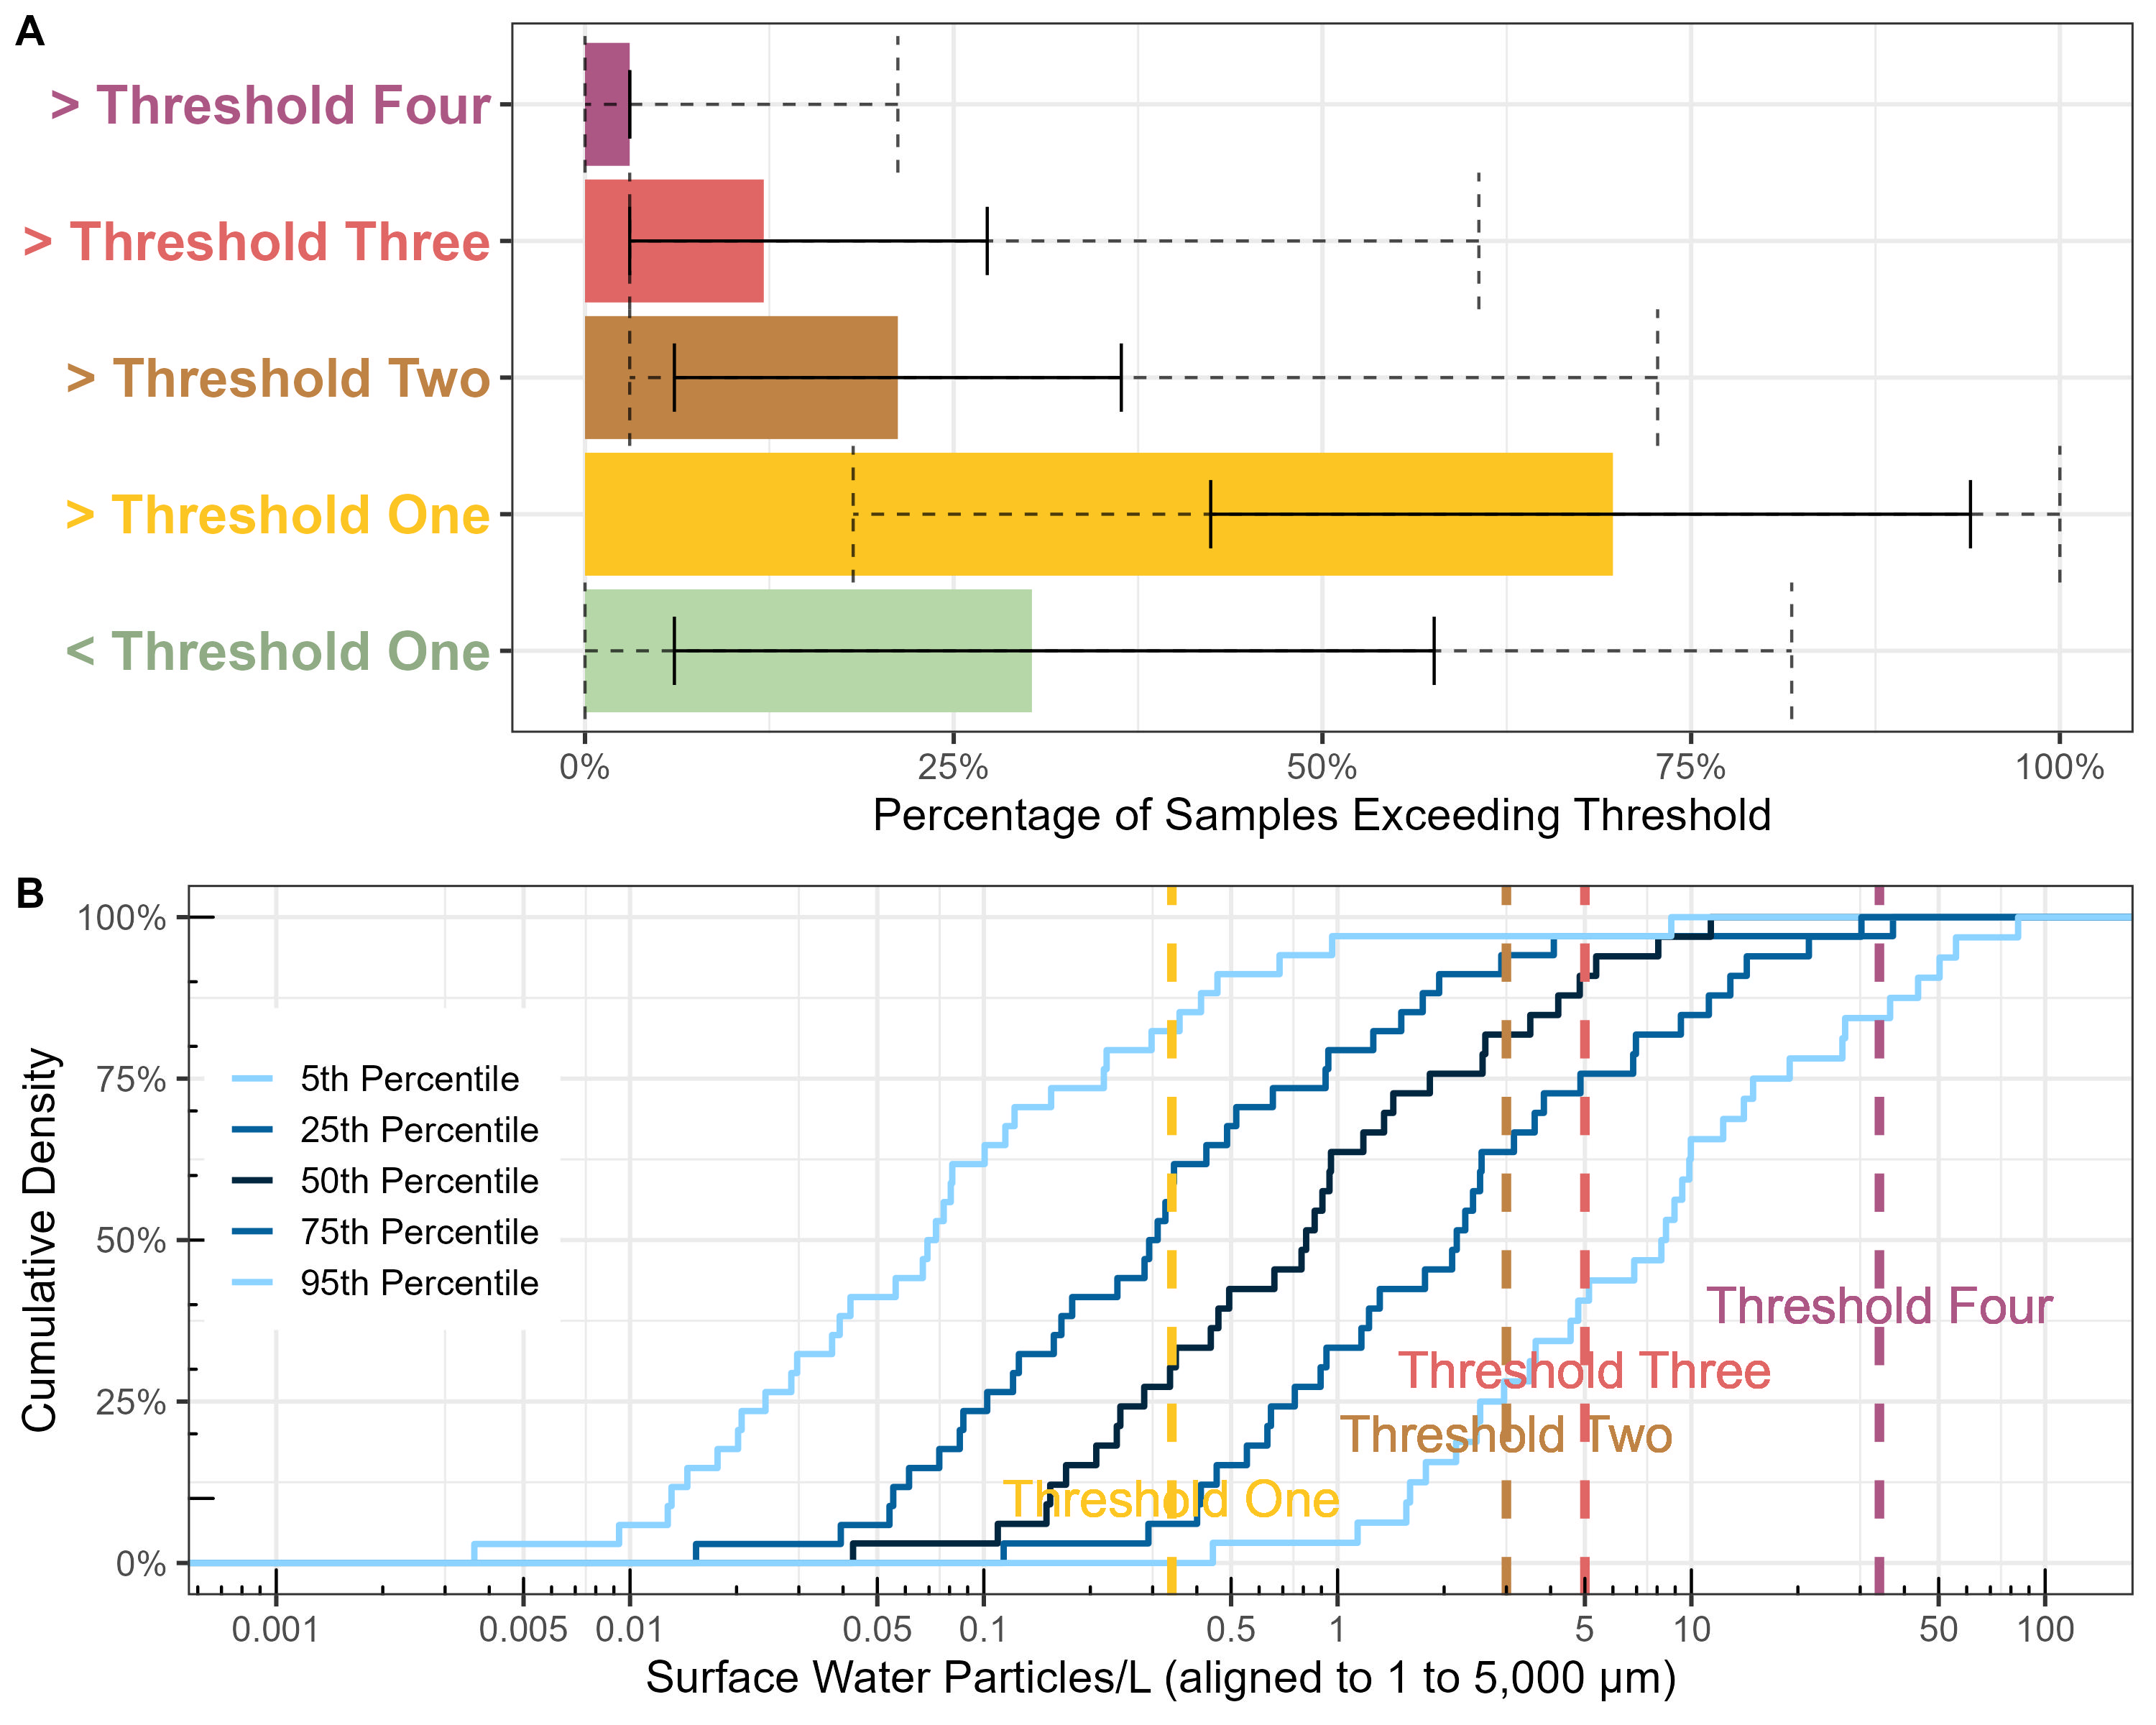 A
> Threshold Four
> Threshold Three
> Threshold Two
> Threshold One
< Threshold One
0% 25% 50% 75% 100%
Percentage of Samples Exceeding Threshold
B
Cumulative Density
100%
75%
50%
25%
0%
5th Percentile
25th Percentile
50th Percentile
75th Percentile
95th Percentile
Threshold Four
Threshold Three
Threshold Two
Threshold One
0.001 0.005 0.01 0.05 0.1 0.5 1 5 10 50 100
Surface Water Particles/L (aligned to 1 to 5,000 µm)